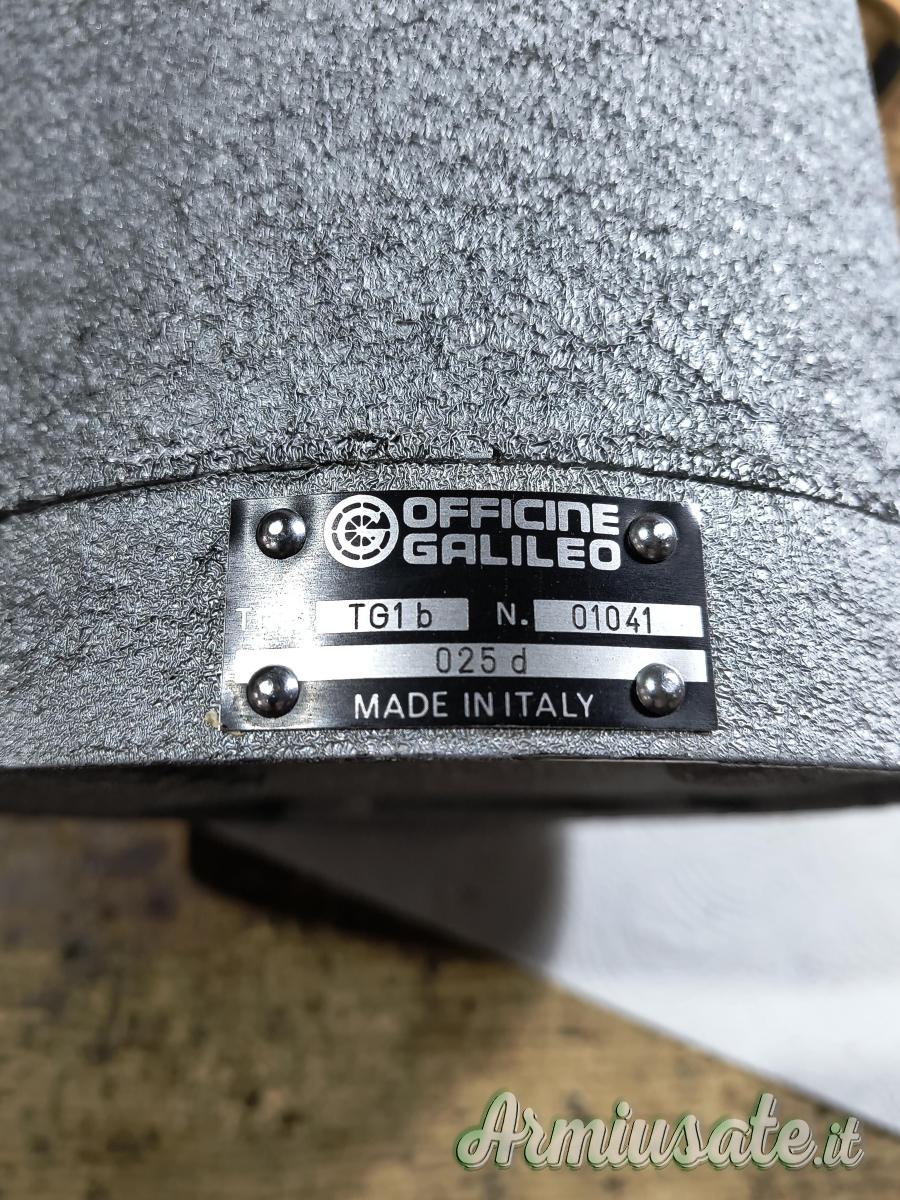 OFFICINE
GALILEO
TG1 b N. 01041
025 d
MADE IN ITALY
Armiusate.it